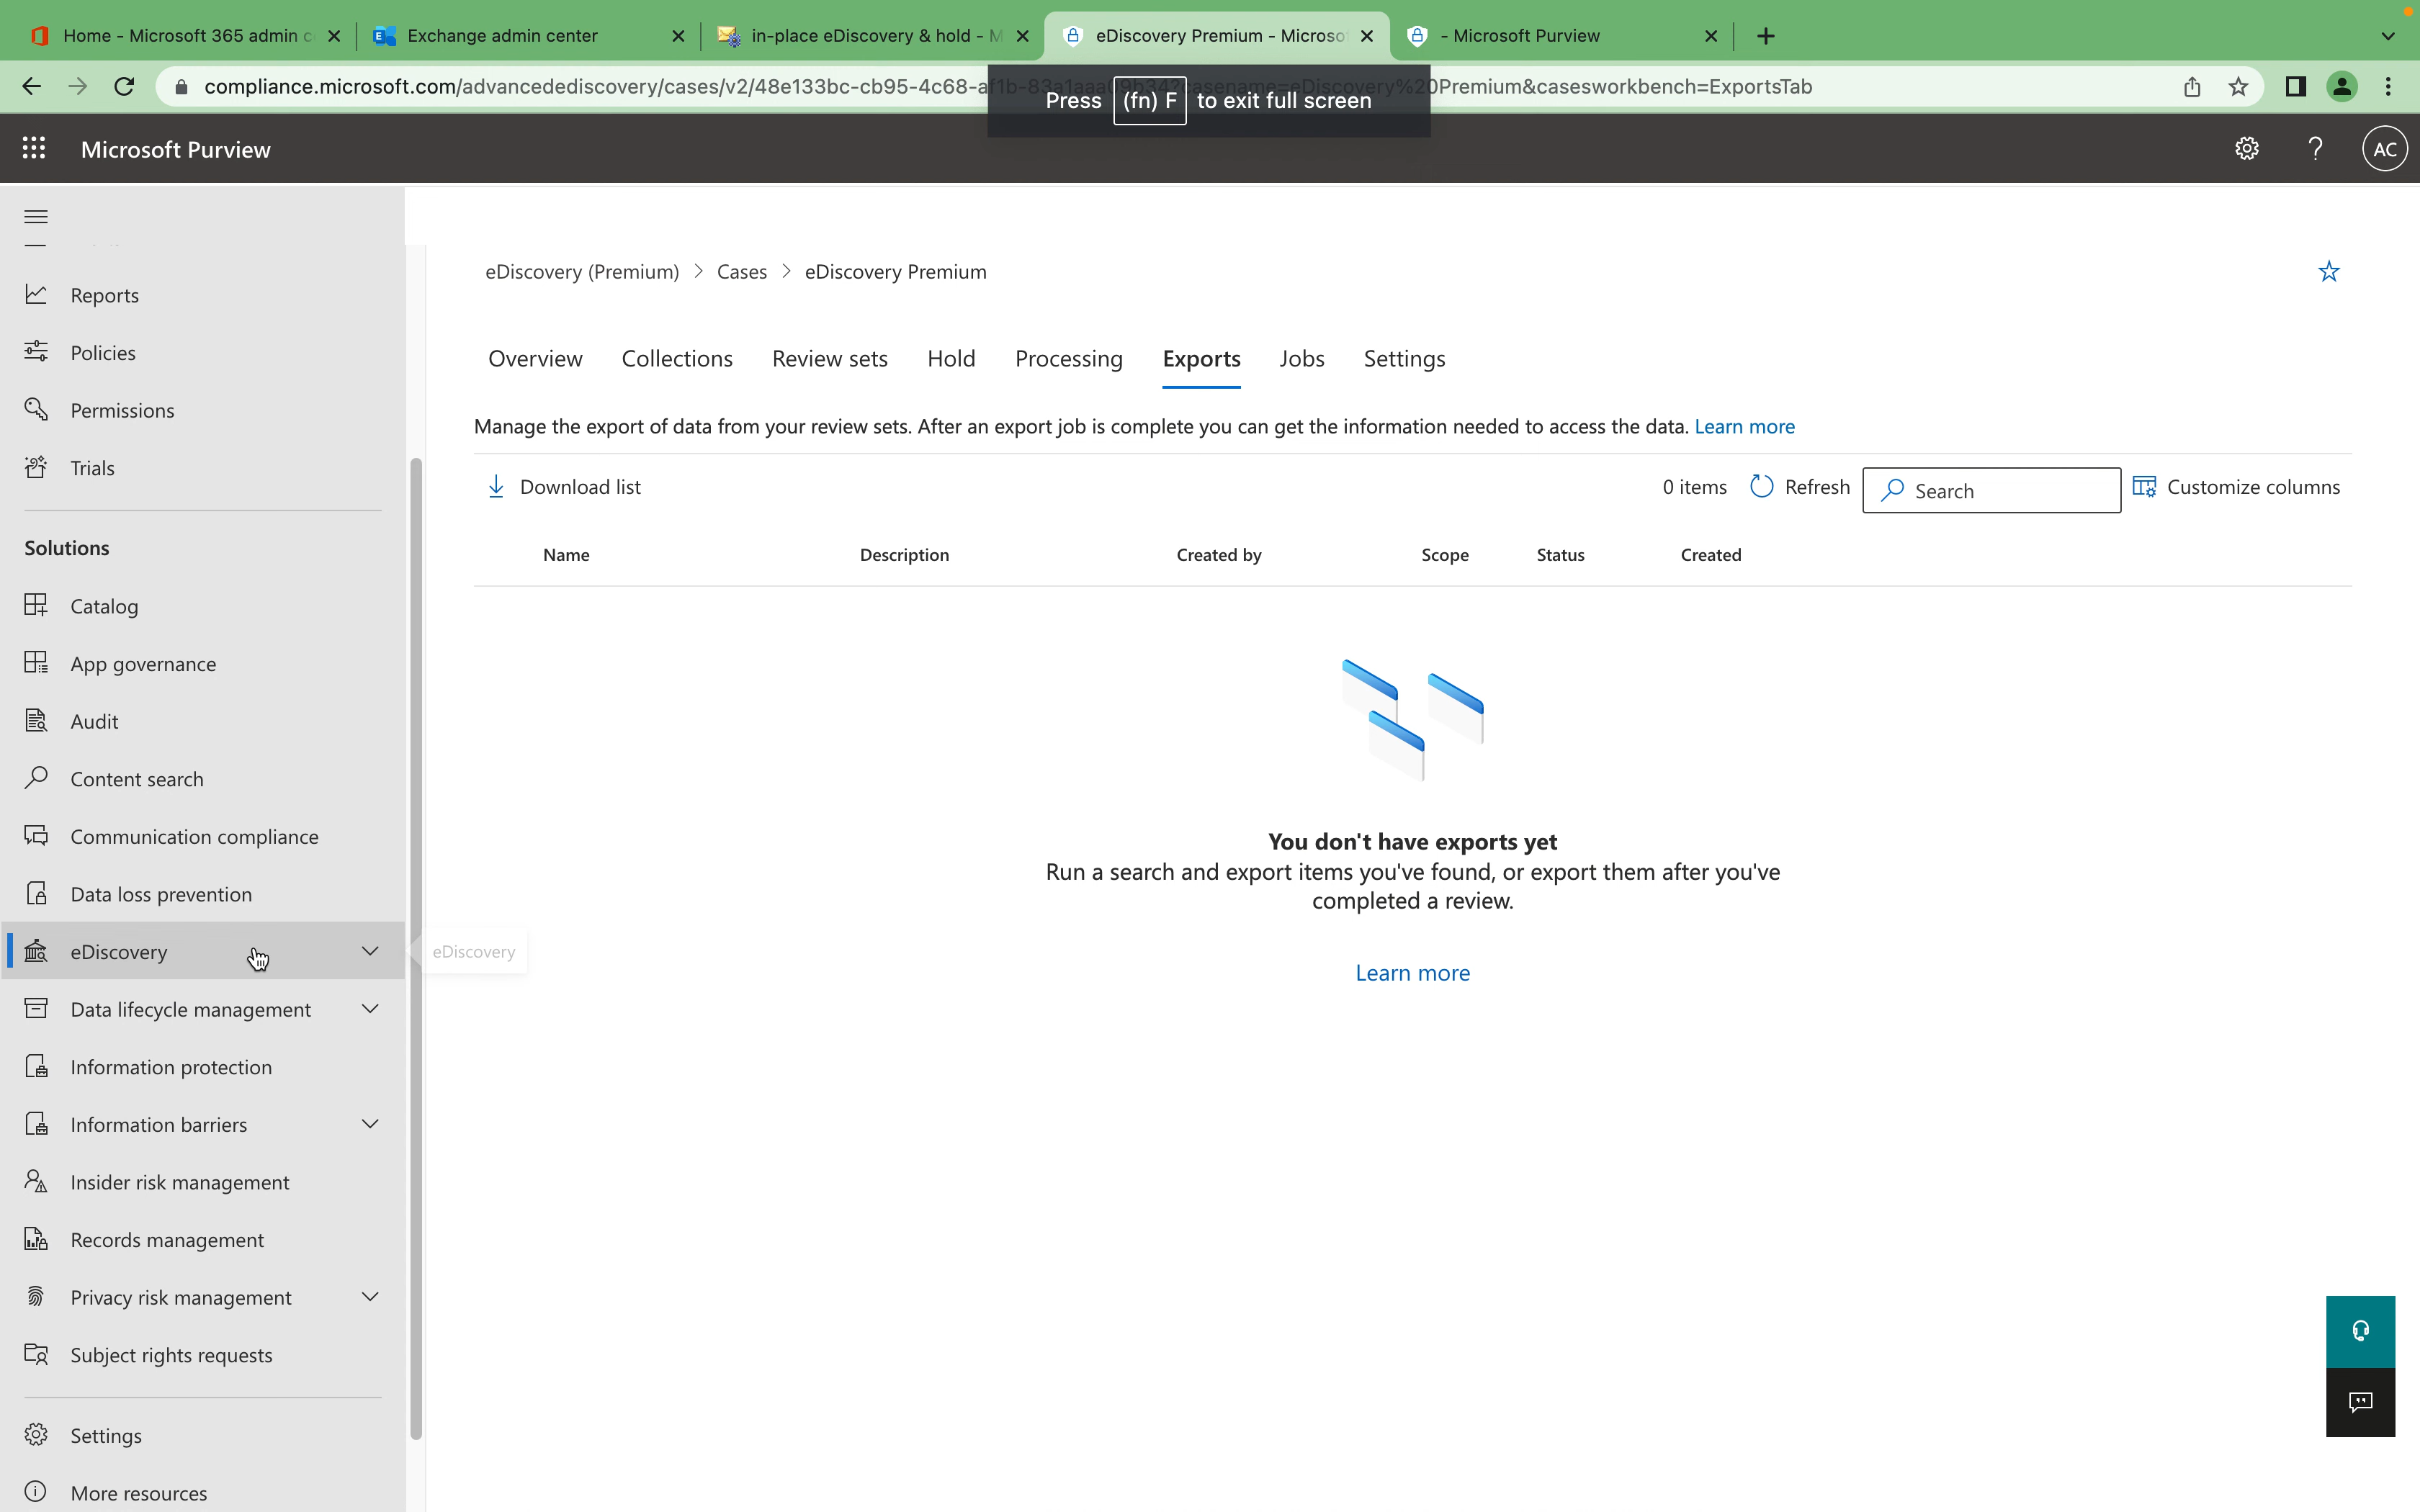 Home - Microsoft 365 admin c
Exchange admin center
in-place eDiscovery & hold - M
eDiscovery Premium - Microso
- Microsoft Purview
compliance.microsoft.com/advancedediscovery/cases/v2/48e133bc-cb95-4c68-af1b-83a1aaa09b34?casename=eDiscovery%20Premium&casesworkbench=ExportsTab
Press (fn) F to exit full screen
Microsoft Purview
?
AC
eDiscovery (Premium) > Cases > eDiscovery Premium
Reports
Policies
Permissions
Trials
Solutions
Catalog
App governance
Audit
Content search
Communication compliance
Data loss prevention
eDiscovery
eDiscovery
Data lifecycle management
Information protection
Information barriers
Insider risk management
Records management
Privacy risk management
Subject rights requests
Settings
More resources
Overview Collections Review sets Hold Processing Exports Jobs Settings
Manage the export of data from your review sets. After an export job is complete you can get the information needed to access the data. Learn more
Download list
0 items Refresh Search Customize columns
Name Description Created by Scope Status Created
You don't have exports yet
Run a search and export items you've found, or export them after you've
completed a review.
Learn more